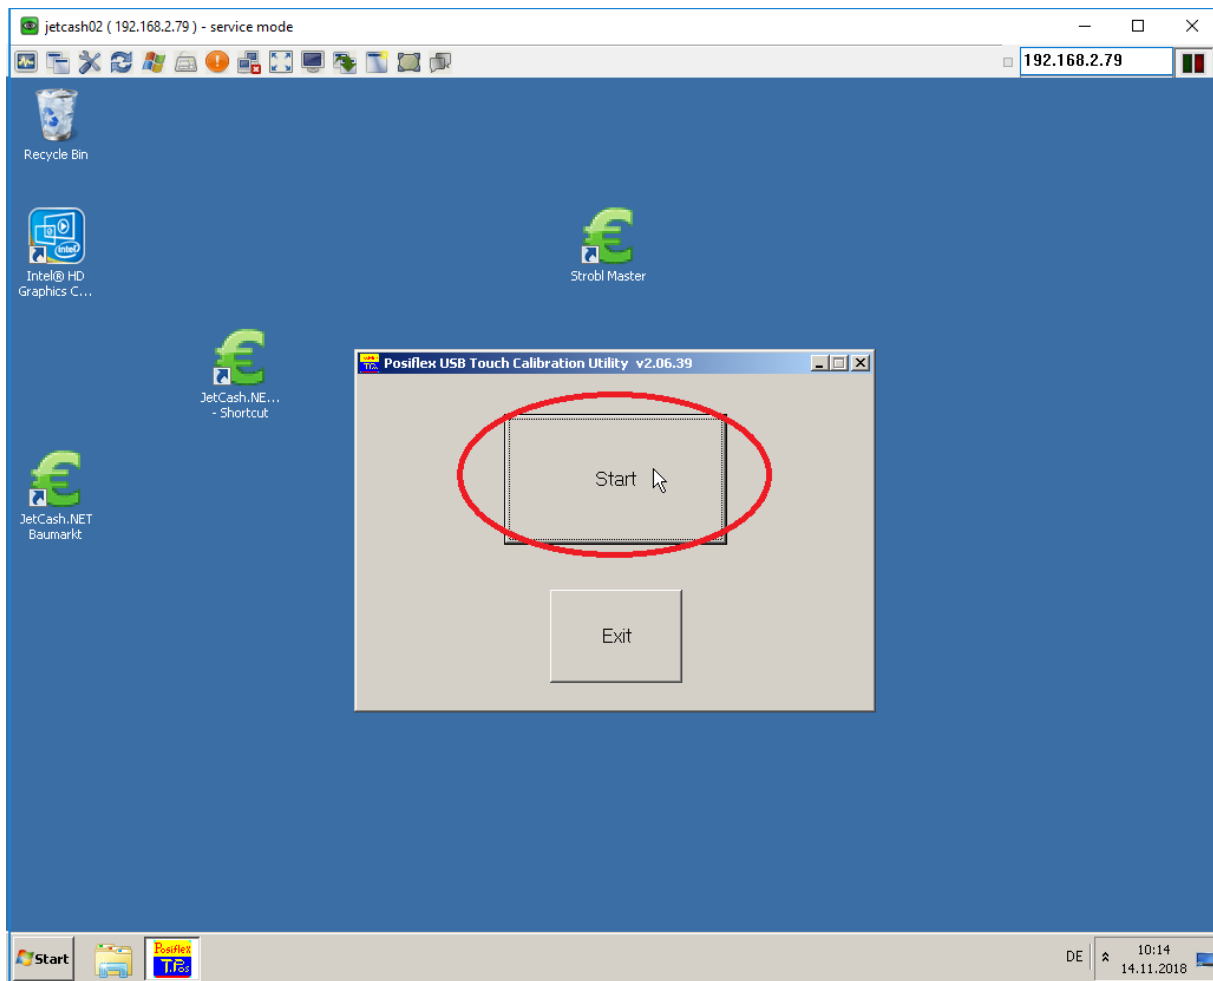 jetcash02 ( 192.168.2.79 ) - service mode
192.168.2.79
Recycle Bin
intel
Intel® HD
Graphics C...
Strobl Master
JetCash.NE...
- Shortcut
JetCash.NET
Baumarkt
Posiflex USB Touch Calibration Utility v2.06.39
Start
Exit
Start
Posiflex
T.Pos
DE
10:14
14.11.2018